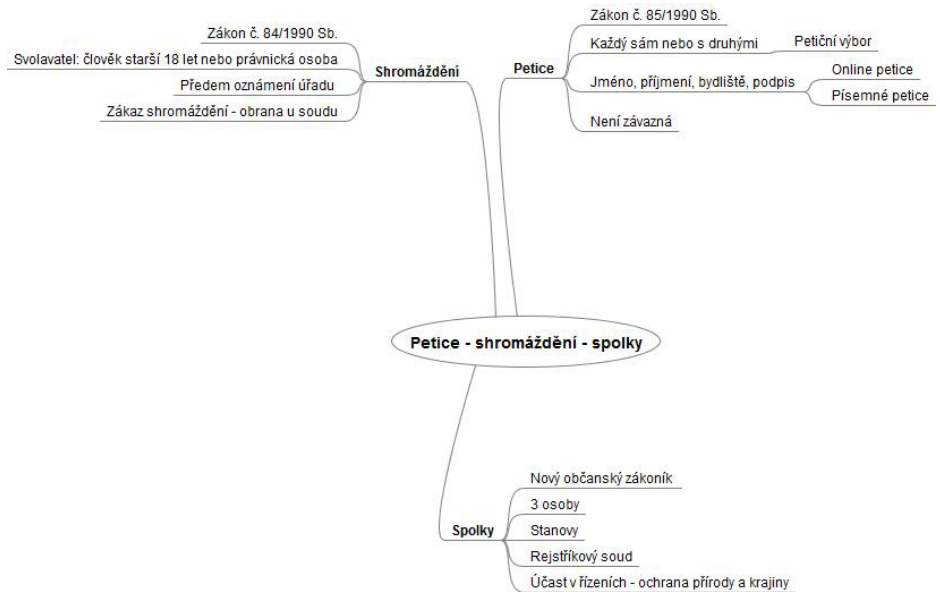 Zákon č. 84/1990 Sb.
Svolavatel: člověk starší 18 let nebo právnická osoba
Shromáždění
Předem oznámení úřadu
Zákaz shromáždění - obrana u soudu
Zákon č. 85/1990 Sb.
Každý sám nebo s druhými
Petiční výbor
Petice
Jméno, příjmení, bydliště, podpis
Online petice
Písemné petice
Není závazná
Petice - shromáždění - spolky
Nový občanský zákoník
3 osoby
Spolky
Stanovy
Rejstříkový soud
Účast v řízeních - ochrana přírody a krajiny